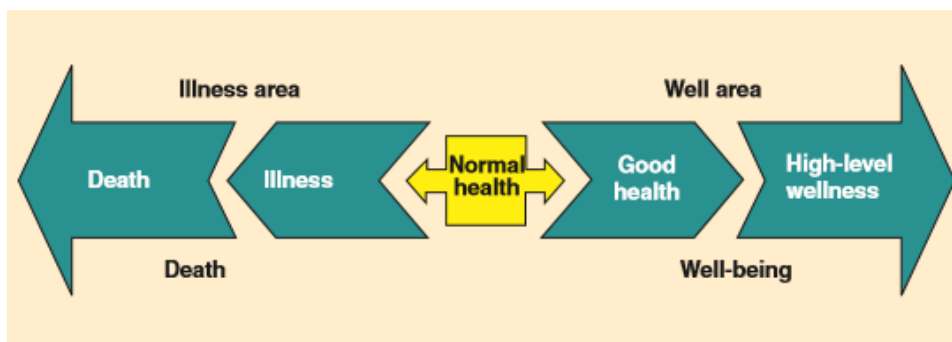 Illness area
Well area
Death
Illness
Normal
health
Good
health
High-level
wellness
Death
Well-being